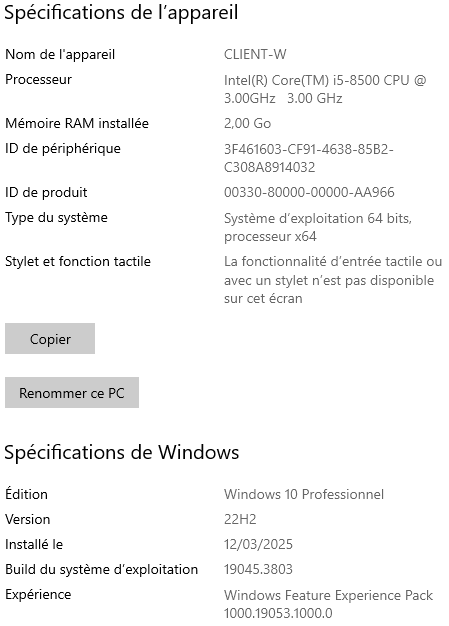 Spécifications de l’appareil
Nom de l'appareil CLIENT-W
Processeur Intel(R) Core(TM) i5-8500 CPU @
3.00GHz 3.00 GHz
Mémoire RAM installée 2,00 Go
ID de périphérique 3F461603-CF91-4638-85B2-
C308A8914032
ID de produit 00330-80000-00000-AA966
Type du système Système d’exploitation 64 bits,
processeur x64
Stylet et fonction tactile La fonctionnalité d’entrée tactile ou
avec un stylet n’est pas disponible
sur cet écran
Copier
Renommer ce PC
Spécifications de Windows
Édition Windows 10 Professionnel
Version 22H2
Installé le 12/03/2025
Build du système d’exploitation 19045.3803
Expérience Windows Feature Experience Pack
1000.19053.1000.0